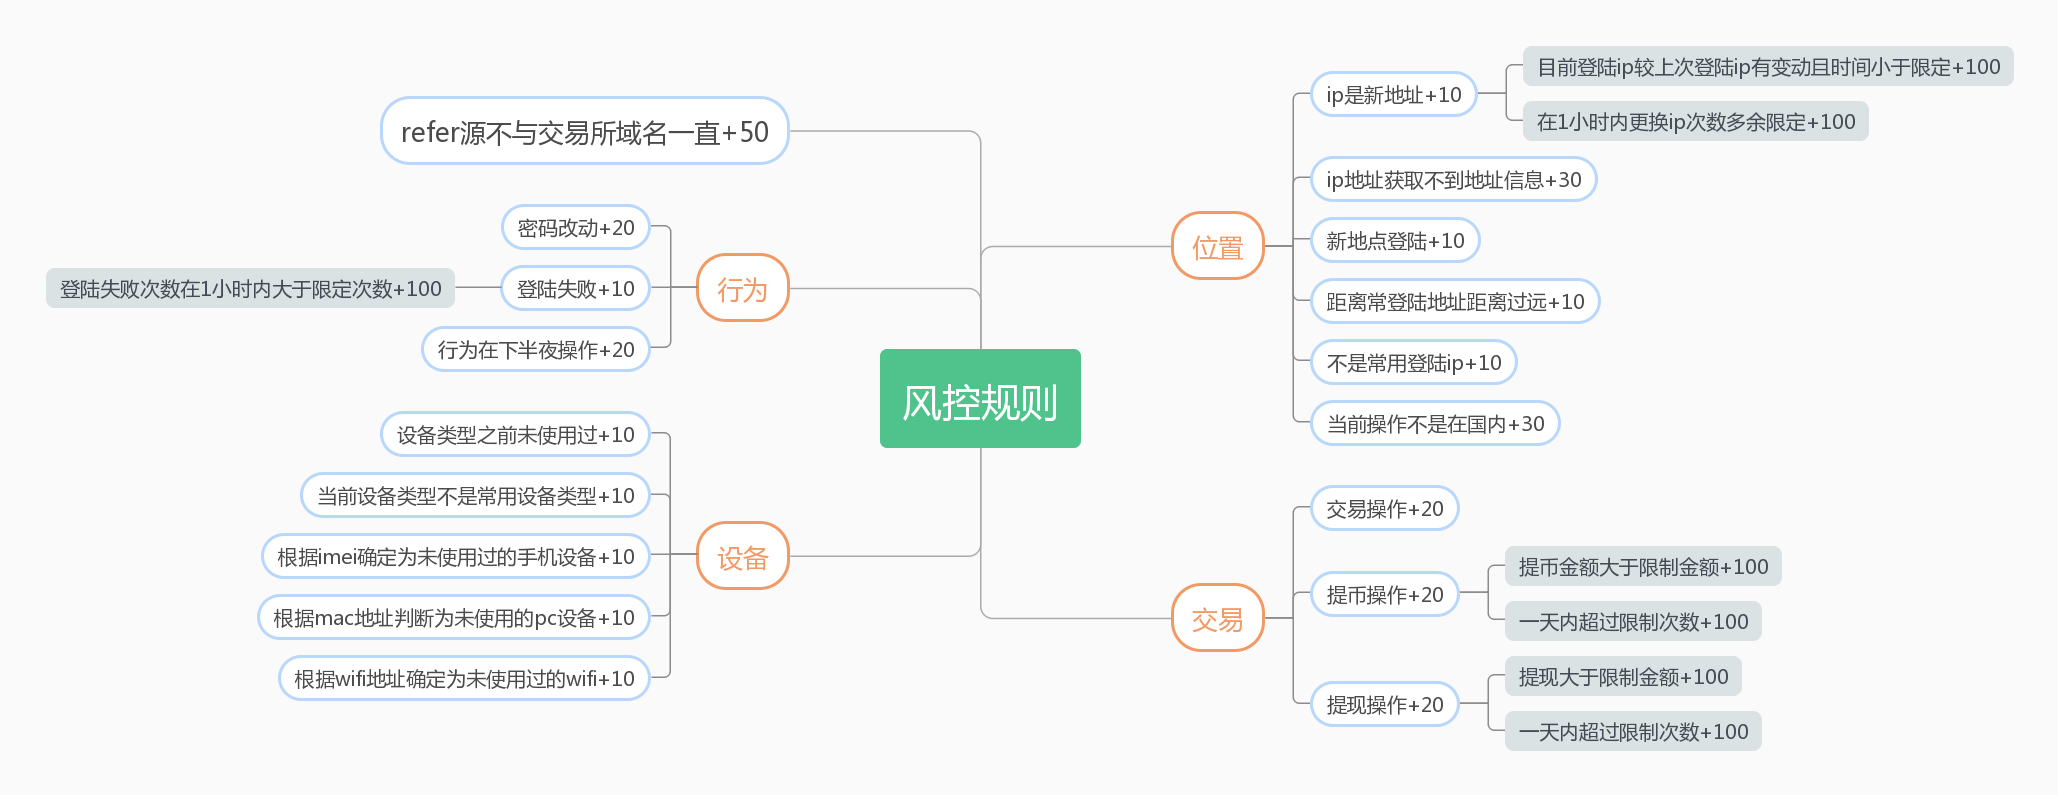 风控规则
refer源不与交易所域名一直+50
行为
密码改动+20
登陆失败+10
登陆失败次数在1小时内大于限定次数+100
行为在下半夜操作+20
设备
设备类型之前未使用过+10
当前设备类型不是常用设备类型+10
根据imei确定为未使用过的手机设备+10
根据mac地址判断为未使用的pc设备+10
根据wifi地址确定为未使用过的wifi+10
位置
ip是新地址+10
目前登陆ip较上次登陆ip有变动且时间小于限定+100
在1小时内更换ip次数多余限定+100
ip地址获取不到地址信息+30
新地点登陆+10
距离常登陆地址距离过远+10
不是常用登陆ip+10
当前操作不是在国内+30
交易
交易操作+20
提币操作+20
提币金额大于限制金额+100
一天内超过限制次数+100
提现操作+20
提现大于限制金额+100
一天内超过限制次数+100